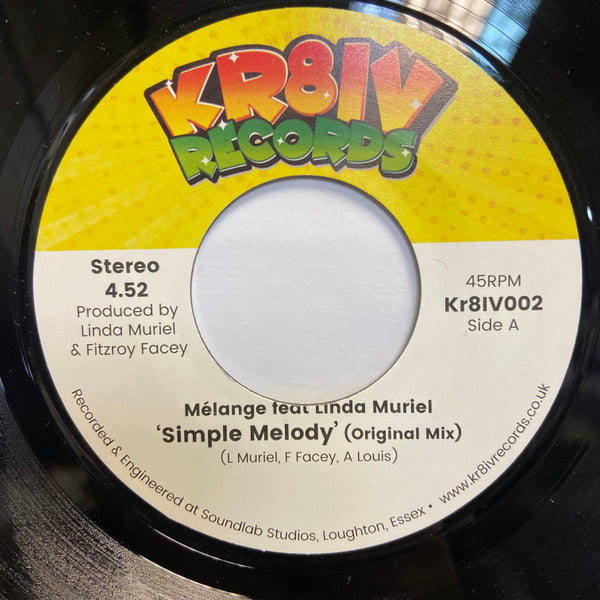 KR8IV
RECORDS
Stereo
4.52
Produced by
Linda Muriel
& Fitzroy Facey
45RPM
Kr8IV002
Side A
Mélange feat Linda Muriel
‘Simple Melody’ (Original Mix)
(L Muriel, F Facey, A Louis)
Recorded & Engineered at Soundlab Studios, Loughton, Essex • www.kr8ivrecords.co.uk